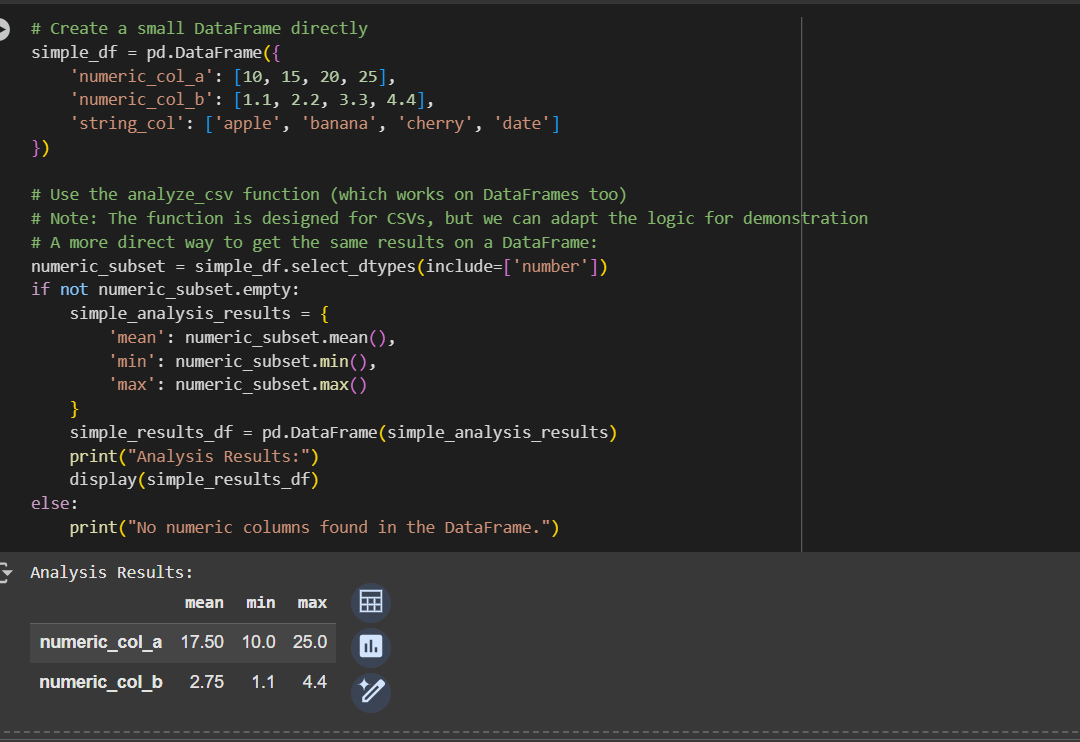 # Create a small DataFrame directly
simple_df = pd.DataFrame({
    'numeric_col_a': [10, 15, 20, 25],
    'numeric_col_b': [1.1, 2.2, 3.3, 4.4],
    'string_col': ['apple', 'banana', 'cherry', 'date']
})

# Use the analyze_csv function (which works on DataFrames too)
# Note: The function is designed for CSVs, but we can adapt the logic for demonstration
# A more direct way to get the same results on a DataFrame:
numeric_subset = simple_df.select_dtypes(include=['number'])
if not numeric_subset.empty:
    simple_analysis_results = {
        'mean': numeric_subset.mean(),
        'min': numeric_subset.min(),
        'max': numeric_subset.max()
    }
    simple_results_df = pd.DataFrame(simple_analysis_results)
    print("Analysis Results:")
    display(simple_results_df)
else:
    print("No numeric columns found in the DataFrame.")
Analysis Results:
mean min max
numeric_col_a 17.50 10.0 25.0
numeric_col_b 2.75 1.1 4.4